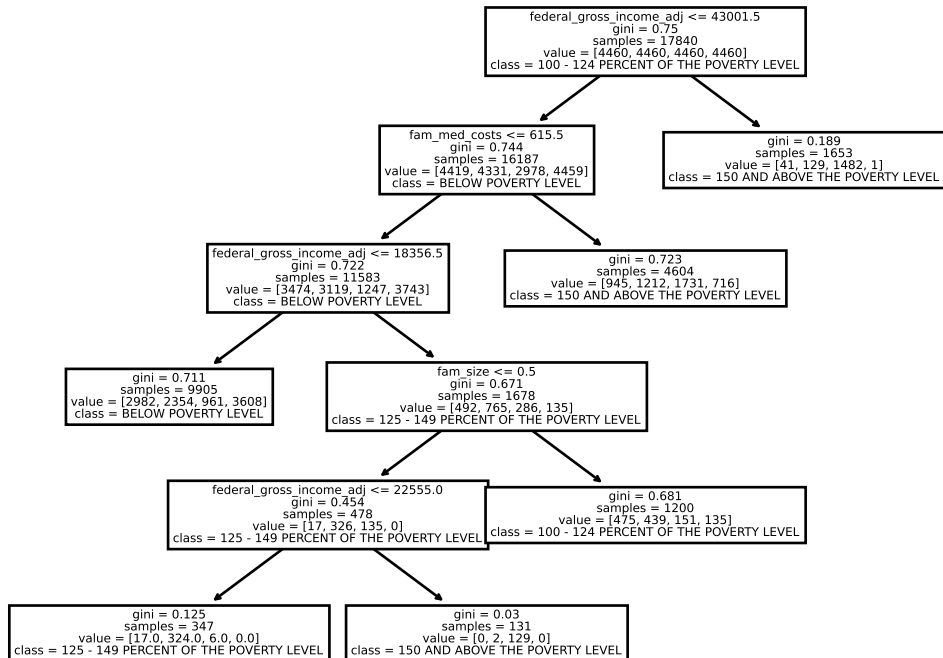 federal_gross_income_adj <= 43001.5
gini = 0.75
samples = 17840
value = [4460, 4460, 4460, 4460]
class = 100 - 124 PERCENT OF THE POVERTY LEVEL
fam_med_costs <= 615.5
gini = 0.744
samples = 16187
value = [4419, 4331, 2978, 4459]
class = BELOW POVERTY LEVEL
gini = 0.189
samples = 1653
value = [41, 129, 1482, 1]
class = 150 AND ABOVE THE POVERTY LEVEL
federal_gross_income_adj <= 18356.5
gini = 0.722
samples = 11583
value = [3474, 3119, 1247, 3743]
class = BELOW POVERTY LEVEL
gini = 0.723
samples = 4604
value = [945, 1212, 1731, 716]
class = 150 AND ABOVE THE POVERTY LEVEL
gini = 0.711
samples = 9905
value = [2982, 2354, 961, 3608]
class = BELOW POVERTY LEVEL
fam_size <= 0.5
gini = 0.671
samples = 1678
value = [492, 765, 286, 135]
class = 125 - 149 PERCENT OF THE POVERTY LEVEL
federal_gross_income_adj <= 22555.0
gini = 0.454
samples = 478
value = [17, 326, 135, 0]
class = 125 - 149 PERCENT OF THE POVERTY LEVEL
gini = 0.681
samples = 1200
value = [475, 439, 151, 135]
class = 100 - 124 PERCENT OF THE POVERTY LEVEL
gini = 0.125
samples = 347
value = [17.0, 324.0, 6.0, 0.0]
class = 125 - 149 PERCENT OF THE POVERTY LEVEL
gini = 0.03
samples = 131
value = [0, 2, 129, 0]
class = 150 AND ABOVE THE POVERTY LEVEL